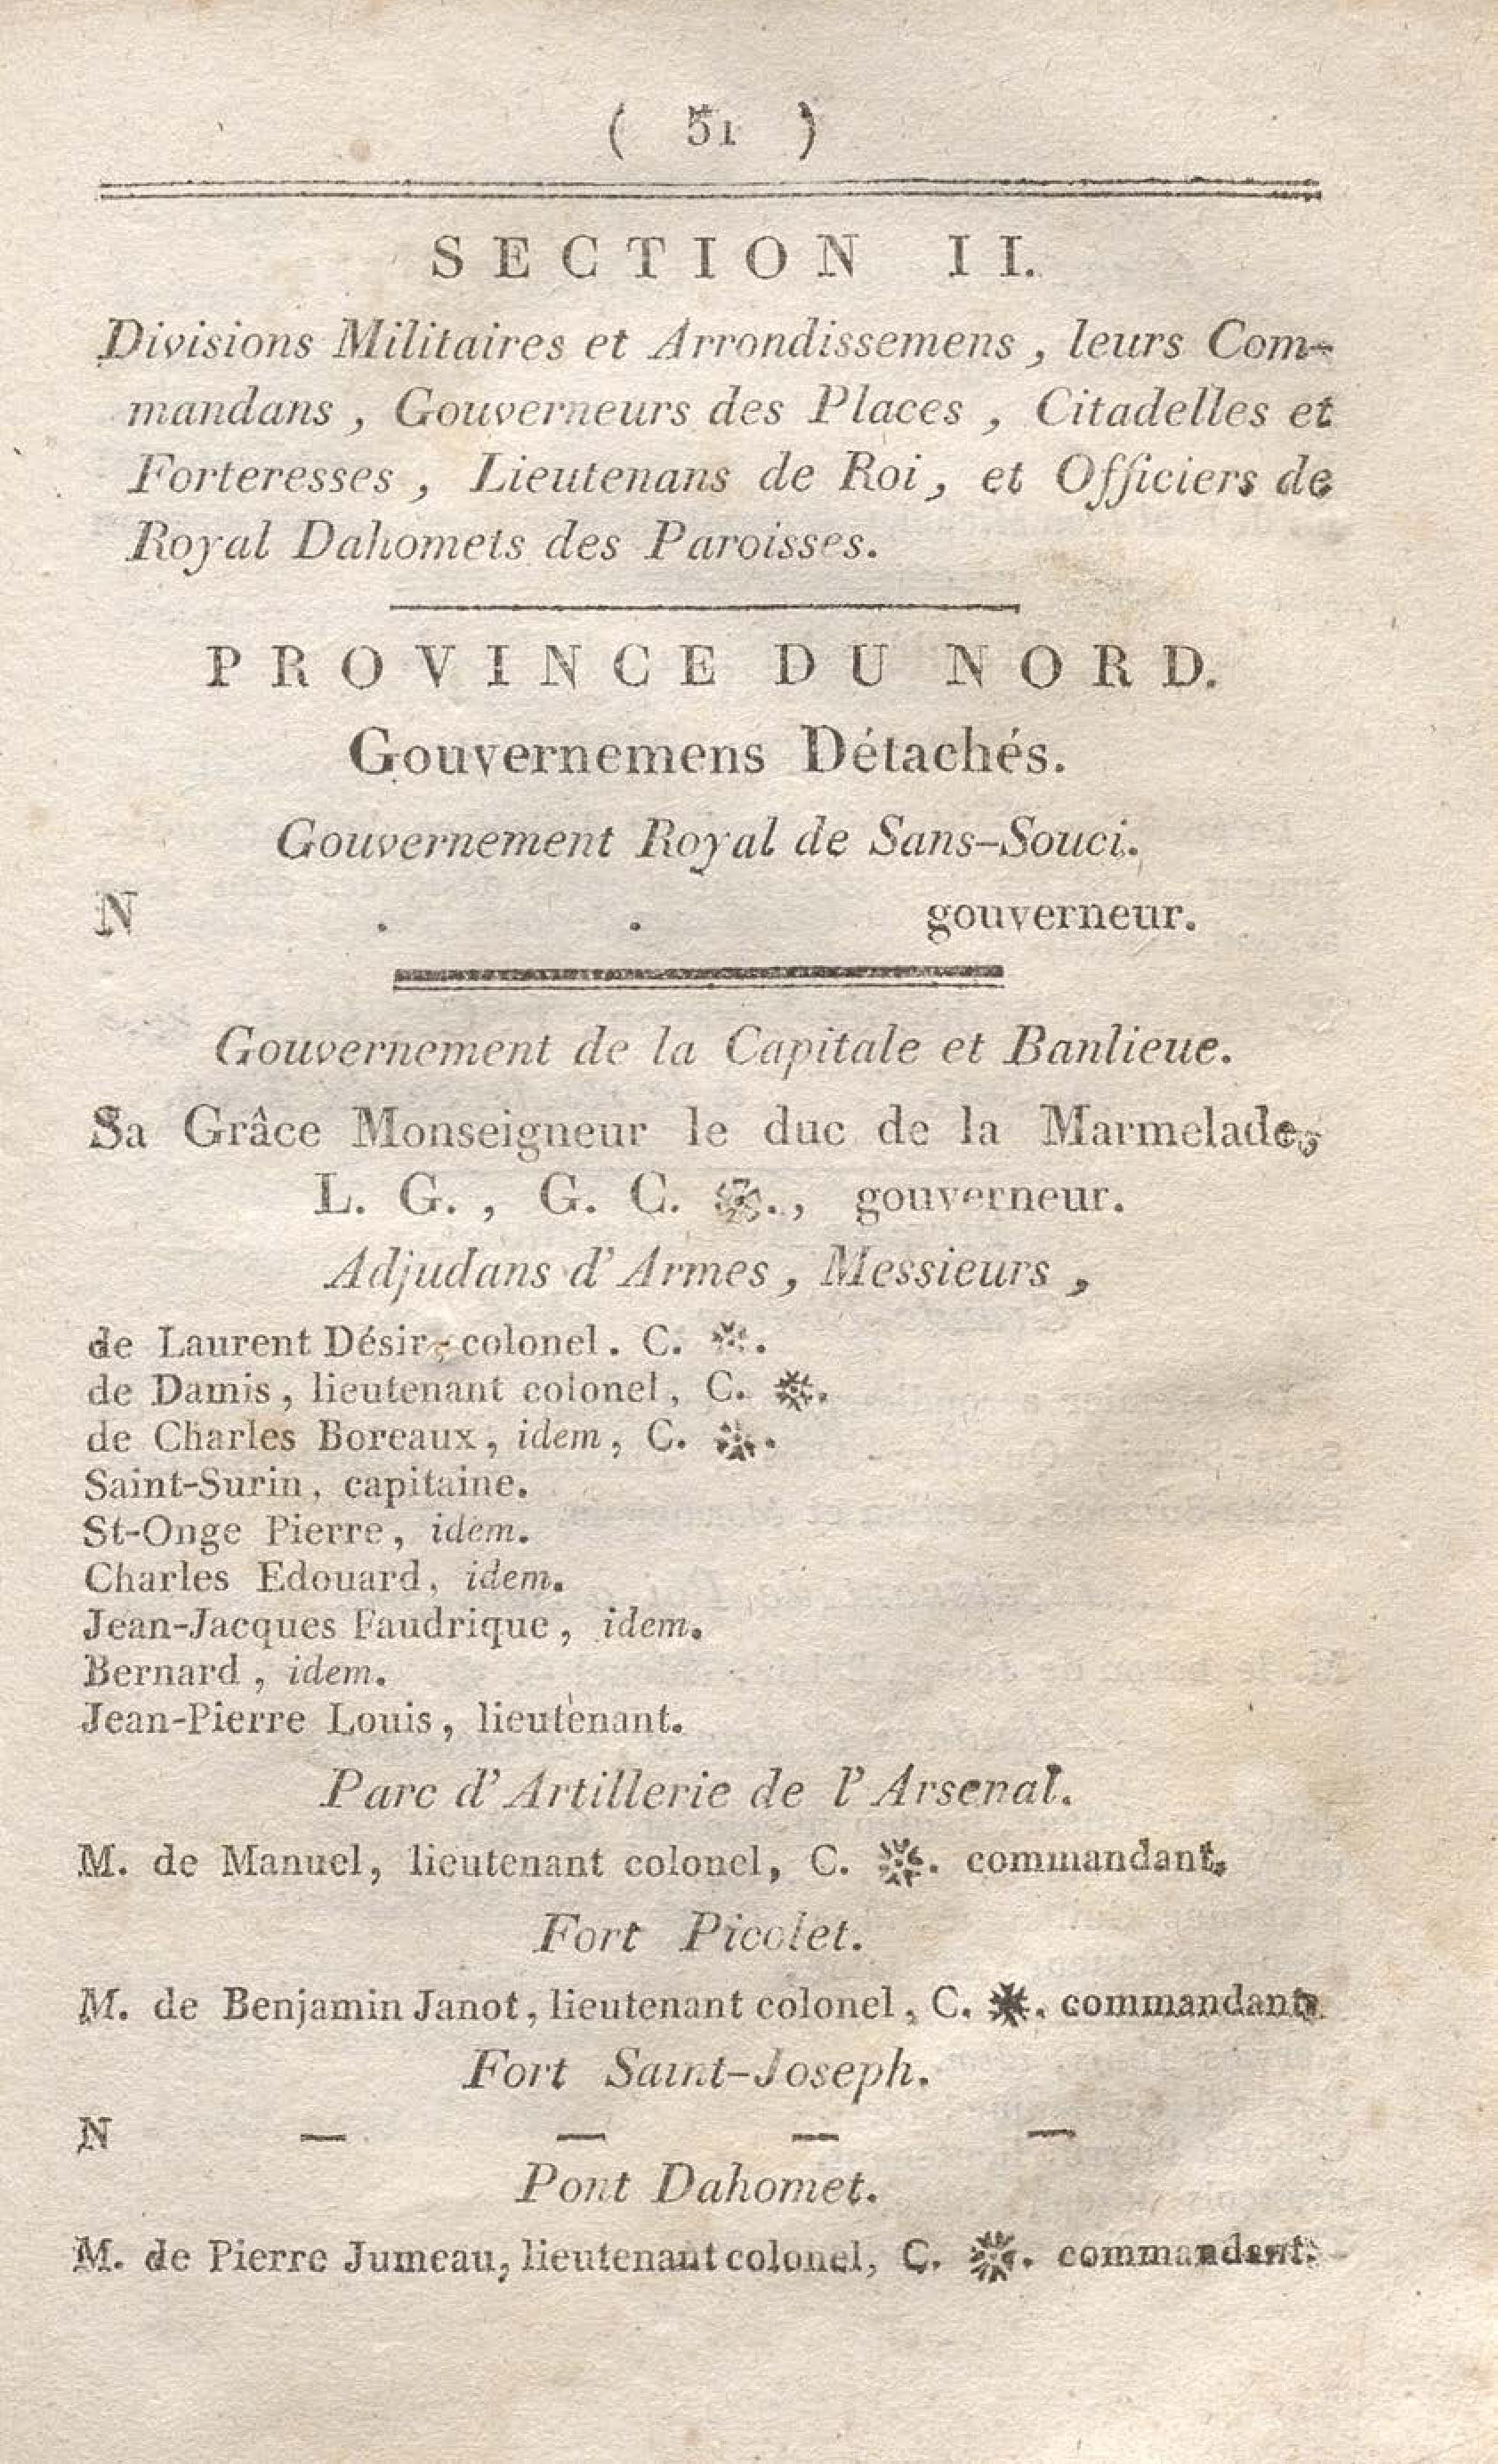 ( 51 )
SECTION II.
Divisions Militaires et Arrondissemens, leurs Com-
mandans, Gouverneurs des Places, Citadelles et
Forteresses, Lieutenans de Roi, et Officiers de
Royal Dahomets des Paroisses.
PROVINCE DU NORD.
Gouvernemens Détachés.
Gouvernement Royal de Sans-Souci.
N . . gouverneur.
Gouvernement de la Capitale et Banlieue.
Sa Grâce Monseigneur le duc de la Marmelade,
L. G., G. C. ※., gouverneur.
Adjudans d'Armes, Messieurs,
de Laurent Désir, colonel. C. ※.
de Damis, lieutenant colonel, C. ※.
de Charles Boreaux, idem, C. ※.
Saint-Surin, capitaine.
St-Onge Pierre, idem.
Charles Edouard, idem.
Jean-Jacques Faudrique, idem.
Bernard, idem.
Jean-Pierre Louis, lieutenant.
Parc d'Artillerie de l'Arsenal.
M. de Manuel, lieutenant colonel, C. ※. commandant.
Fort Picolet.
M. de Benjamin Janot, lieutenant colonel, C. ※. commandant.
Fort Saint-Joseph.
N — — — —
Pont Dahomet.
M. de Pierre Jumeau, lieutenant colonel, C. ※. commandant.